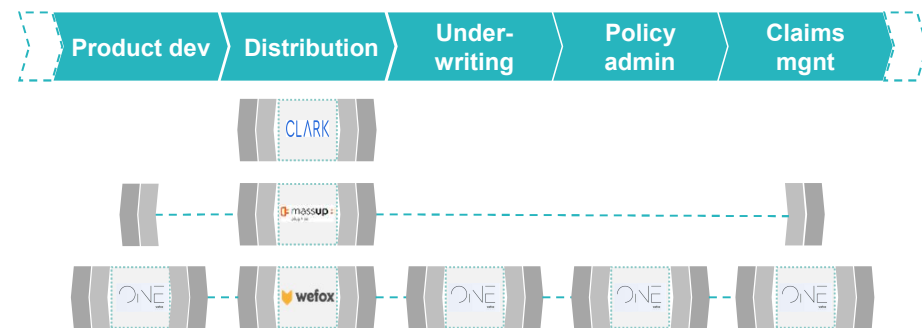 Product dev
Distribution
Under-
writing
Policy
admin
Claims
mgnt
CLARK
massup
ONE
wefox
ONE
ONE
ONE